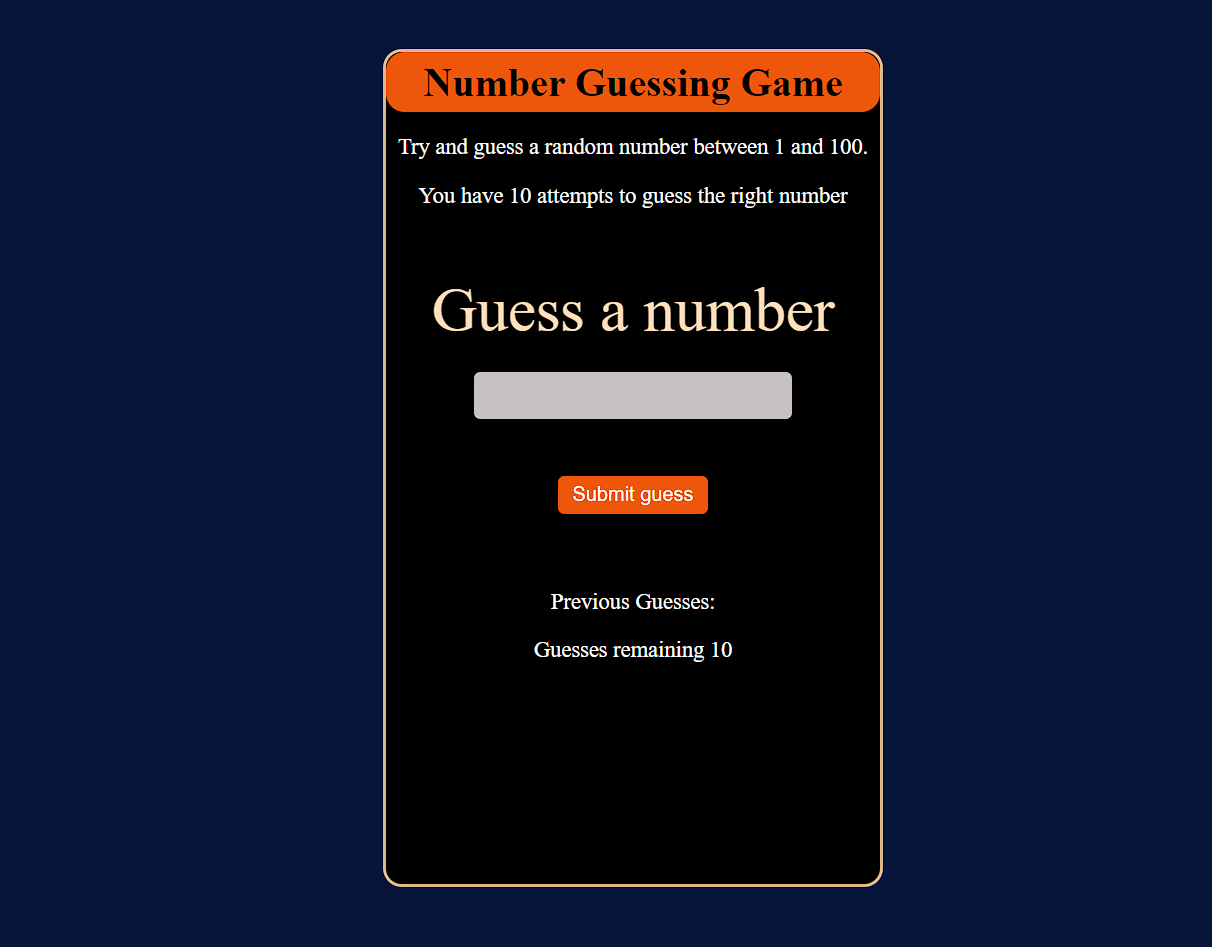 Number Guessing Game
Try and guess a random number between 1 and 100.
You have 10 attempts to guess the right number
Guess a number
Submit guess
Previous Guesses:
Guesses remaining 10